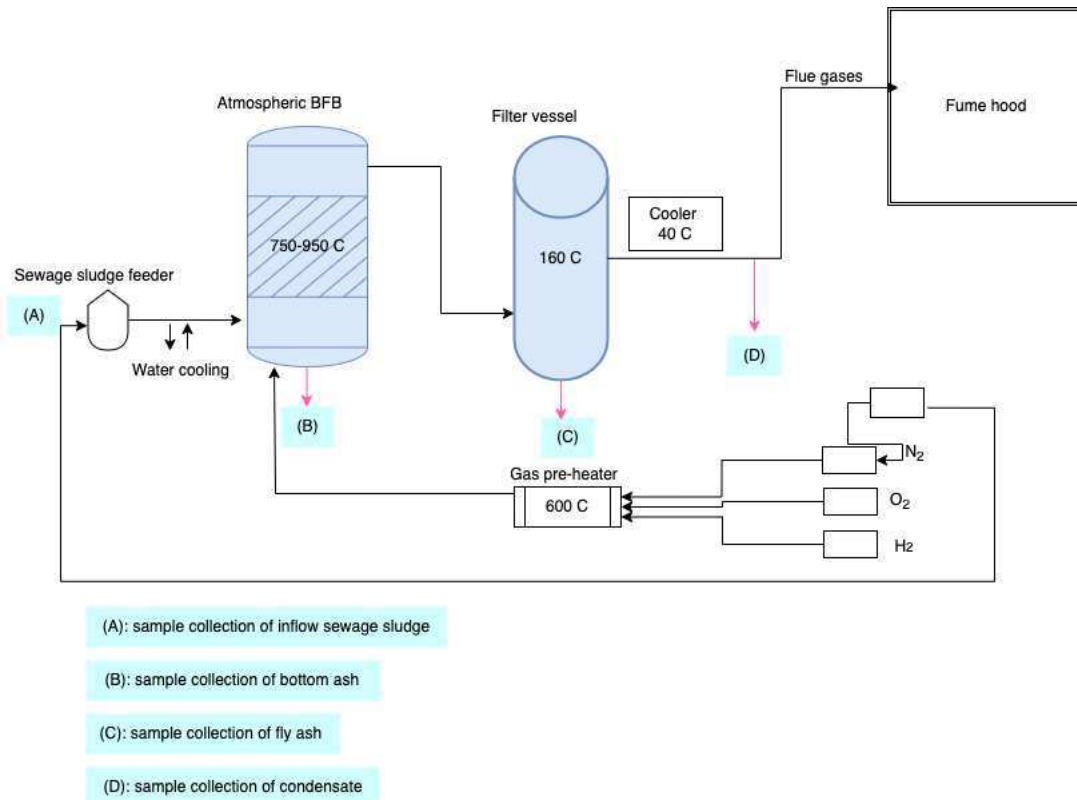 Flue gases
Fume hood
Atmospheric BFB
Filter vessel
Cooler
40 C
750-950 C
160 C
Sewage sludge feeder
(A)
Water cooling
(D)
(B)
(C)
N2
Gas pre-heater
600 C
O2
H2
(A): sample collection of inflow sewage sludge
(B): sample collection of bottom ash
(C): sample collection of fly ash
(D): sample collection of condensate